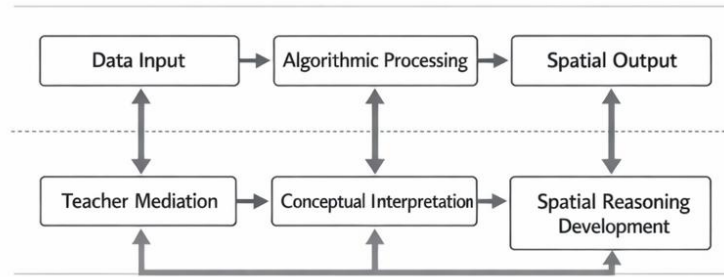 Data Input
Algorithmic Processing
Spatial Output
Teacher Mediation
Conceptual Interpretation
Spatial Reasoning
Development